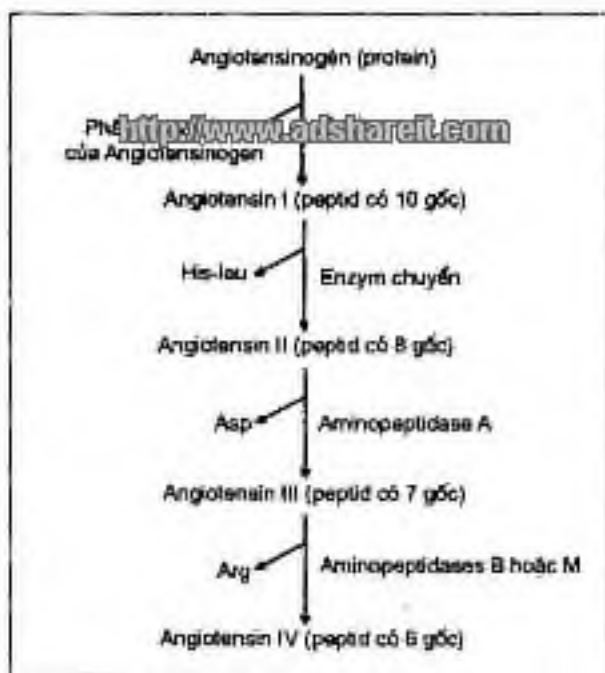 Angiotensinogen (protein)
http://www.adshareit.com
của Angiotensinogen
Angiotensin I (peptid có 10 gốc)
His-leu
Enzym chuyển
Angiotensin II (peptid có 8 gốc)
Asp
Aminopeptidase A
Angiotensin III (peptid có 7 gốc)
Arg
Aminopeptidases B hoặc M
Angiotensin IV (peptid có 6 gốc)